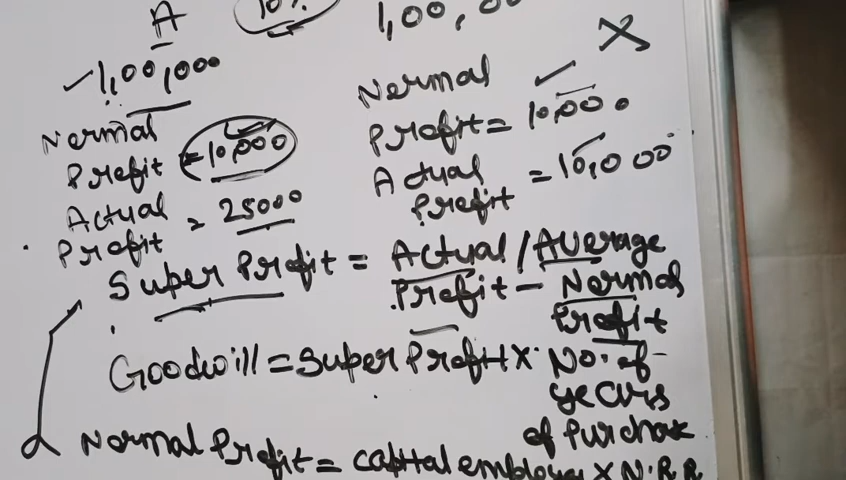 A
10%
1,00,00
X
1,00,000
Normal
Profit = 10,000
Actual
Profit = 25000
Normal
Profit = 10,000
Actual
Profit = 10,000
Super Profit = Actual/Average
Profit - Normal
Profit
Goodwill = Super Profit X No. of
years
of Purchase
Normal Profit = capital employed X N.R.R